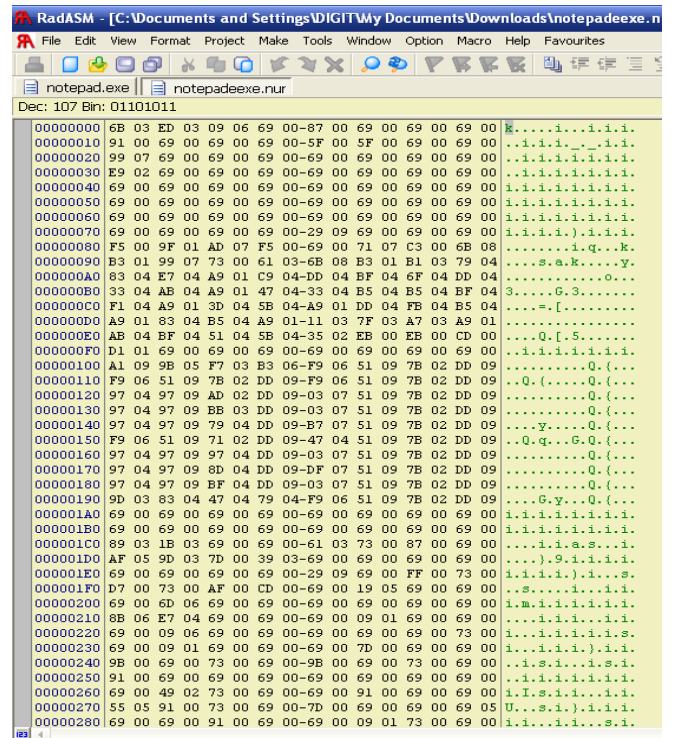 RadASM - [C:\Documents and Settings\DIGIT\My Documents\Downloads\notepadeexe.n
File Edit View Format Project Make Tools Window Option Macro Help Favourites
notepad.exe notepadeexe.nur
Dec: 107 Bin: 01101011
00000000 6B 03 ED 03 09 06 69 00-87 00 69 00 69 00 69 00 k.....i...i.i.i.
00000010 91 00 69 00 69 00 69 00-5F 00 5F 00 69 00 69 00 ..i.i.i._._.i.i.
00000020 99 07 69 00 69 00 69 00-69 00 69 00 69 00 69 00 ..i.i.i.i.i.i.i.
00000030 E9 02 69 00 69 00 69 00-69 00 69 00 69 00 69 00 ..i.i.i.i.i.i.i.
00000040 69 00 69 00 69 00 69 00-69 00 69 00 69 00 69 00 i.i.i.i.i.i.i.i.
00000050 69 00 69 00 69 00 69 00-69 00 69 00 69 00 69 00 i.i.i.i.i.i.i.i.
00000060 69 00 69 00 69 00 69 00-69 00 69 00 69 00 69 00 i.i.i.i.i.i.i.i.
00000070 69 00 69 00 69 00 69 00-29 09 69 00 69 00 69 00 i.i.i.i.).i.i.i.
00000080 F5 00 9F 01 AD 07 F5 00-69 00 71 07 C3 00 6B 08 ........i.q...k.
00000090 B3 01 99 07 73 00 61 03-6B 08 B3 01 B1 03 79 04 ....s.a.k.....y.
000000A0 83 04 E7 04 A9 01 C9 04-DD 04 BF 04 6F 04 DD 04 ............o...
000000B0 33 04 AB 04 A9 01 47 04-33 04 B5 04 B5 04 BF 04 3.....G.3.......
000000C0 F1 04 A9 01 3D 04 5B 04-A9 01 DD 04 FB 04 B5 04 ....=.[.........
000000D0 A9 01 83 04 B5 04 A9 01-11 03 7F 03 A7 03 A9 01 ................
000000E0 AB 04 BF 04 51 04 5B 04-35 02 EB 00 EB 00 CD 00 ....Q.[.5.......
000000F0 D1 01 69 00 69 00 69 00-69 00 69 00 69 00 69 00 ..i.i.i.i.i.i.i.
00000100 A1 09 9B 05 F7 03 B3 06-F9 06 51 09 7B 02 DD 09 ..........Q.{...
00000110 F9 06 51 09 7B 02 DD 09-F9 06 51 09 7B 02 DD 09 ..Q.{.....Q.{...
00000120 97 04 97 09 AD 02 DD 09-03 07 51 09 7B 02 DD 09 ..........Q.{...
00000130 97 04 97 09 BB 03 DD 09-03 07 51 09 7B 02 DD 09 ..........Q.{...
00000140 97 04 97 09 79 04 DD 09-B7 07 51 09 7B 02 DD 09 ....y.....Q.{...
00000150 F9 06 51 09 71 02 DD 09-47 04 51 09 7B 02 DD 09 ..Q.q...G.Q.{...
00000160 97 04 97 09 97 04 DD 09-03 07 51 09 7B 02 DD 09 ..........Q.{...
00000170 97 04 97 09 8D 04 DD 09-DF 07 51 09 7B 02 DD 09 ..........Q.{...
00000180 97 04 97 09 BF 04 DD 09-03 07 51 09 7B 02 DD 09 ..........Q.{...
00000190 9D 03 83 04 47 04 79 04-F9 06 51 09 7B 02 DD 09 ....G.y...Q.{...
000001A0 69 00 69 00 69 00 69 00-69 00 69 00 69 00 69 00 i.i.i.i.i.i.i.i.
000001B0 69 00 69 00 69 00 69 00-69 00 69 00 69 00 69 00 i.i.i.i.i.i.i.i.
000001C0 89 03 1B 03 69 00 69 00-61 03 73 00 87 00 69 00 ....i.i.a.s...i.
000001D0 AF 05 9D 03 7D 00 39 03-69 00 69 00 69 00 69 00 ....}.9.i.i.i.i.
000001E0 69 00 69 00 69 00 69 00-29 09 69 00 FF 00 73 00 i.i.i.i.).i...s.
000001F0 D7 00 73 00 AF 00 CD 00-69 00 19 05 69 00 69 00 ..s.....i...i.i.
00000200 69 00 6D 06 69 00 69 00-69 00 69 00 69 00 69 00 i.m.i.i.i.i.i.i.
00000210 8B 06 E7 04 69 00 69 00-69 00 09 01 69 00 69 00 ....i.i.i...i.i.
00000220 69 00 09 06 69 00 69 00-69 00 69 00 69 00 73 00 i...i.i.i.i.i.s.
00000230 69 00 09 01 69 00 69 00-69 00 7D 00 69 00 69 00 i...i.i.i.}.i.i.
00000240 9B 00 69 00 73 00 69 00-9B 00 69 00 73 00 69 00 ..i.s.i...i.s.i.
00000250 91 00 69 00 69 00 69 00-69 00 69 00 69 00 69 00 ..i.i.i.i.i.i.i.
00000260 69 00 49 02 73 00 69 00-69 00 91 00 69 00 69 00 i.I.s.i.i...i.i.
00000270 55 05 91 00 73 00 69 00-7D 00 69 00 69 00 69 05 U...s.i.}.i.i.i.
00000280 69 00 69 00 91 00 69 00-69 00 09 01 73 00 69 00 i.i...i.i...s.i.